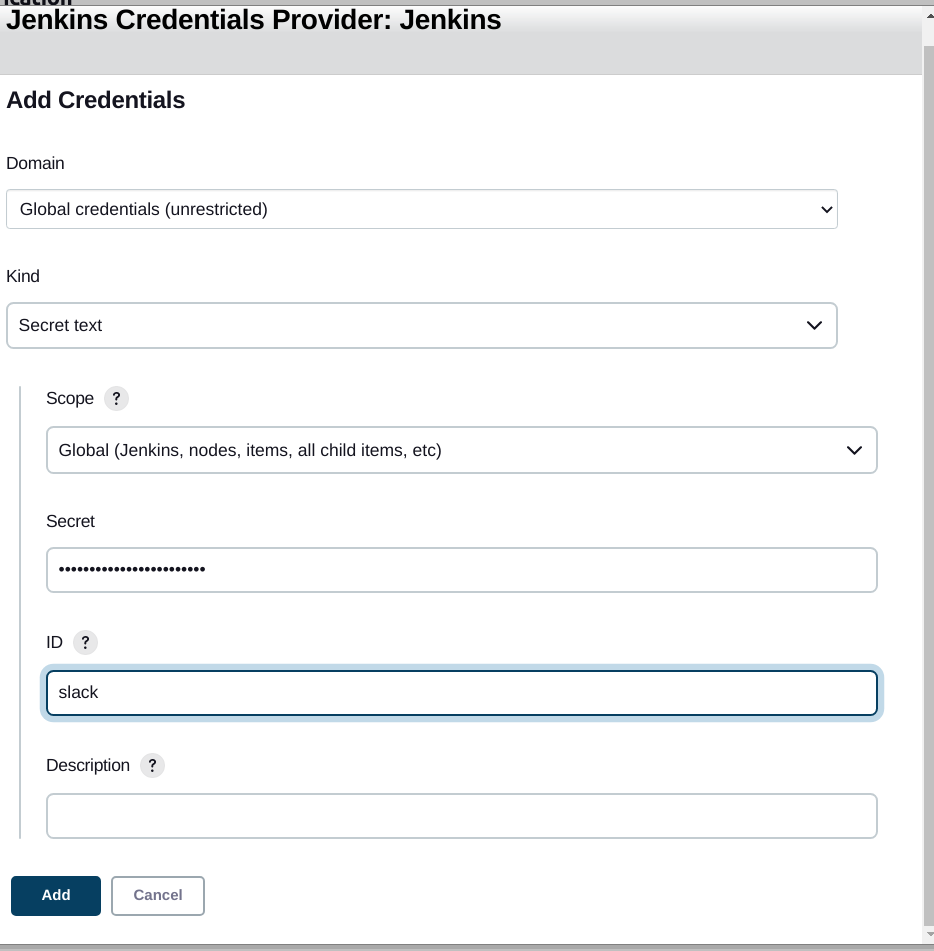 ication
Jenkins Credentials Provider: Jenkins
Add Credentials
Domain
Global credentials (unrestricted)
Kind
Secret text
Scope ?
Global (Jenkins, nodes, items, all child items, etc)
Secret
••••••••••••••••••••••••
ID ?
slack
Description ?
Add Cancel